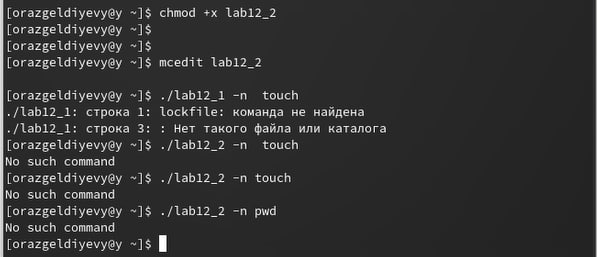 [orazgeldiyevy@y ~]$ chmod +x lab12_2
[orazgeldiyevy@y ~]$
[orazgeldiyevy@y ~]$
[orazgeldiyevy@y ~]$ mcedit lab12_2
[orazgeldiyevy@y ~]$ ./lab12_1 -n  touch
./lab12_1: строка 1: lockfile: команда не найдена
./lab12_1: строка 3: : Нет такого файла или каталога
[orazgeldiyevy@y ~]$ ./lab12_2 -n  touch
No such command
[orazgeldiyevy@y ~]$ ./lab12_2 -n touch
No such command
[orazgeldiyevy@y ~]$ ./lab12_2 -n pwd
No such command
[orazgeldiyevy@y ~]$